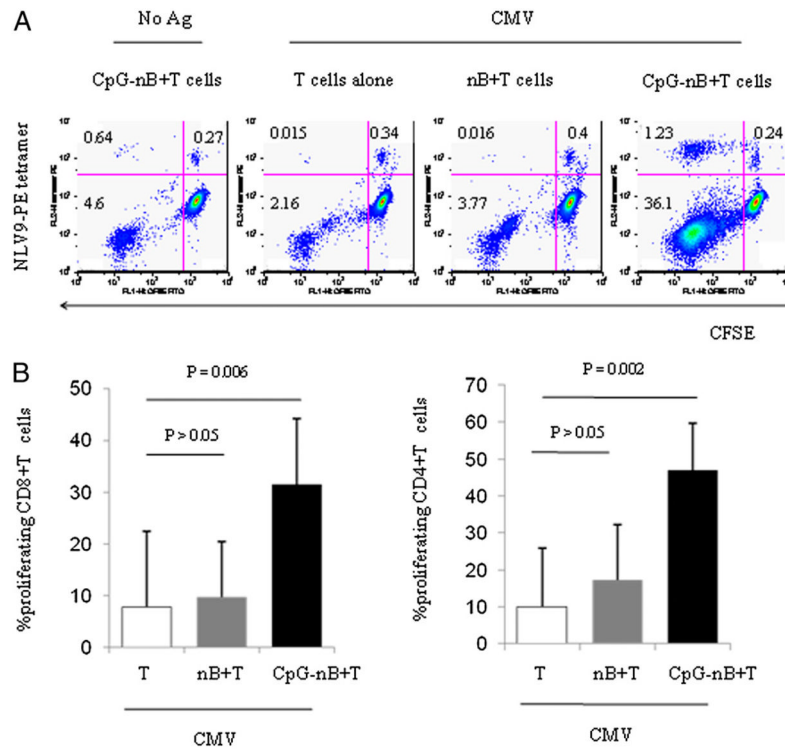 A
No Ag
CMV
CpG-nB+T cells
T cells alone
nB+T cells
CpG-nB+T cells
NLV9-PE tetramer
0.64
0.27
4.6
0.015
0.34
2.16
0.016
0.4
3.77
1.23
0.24
36.1
CFSE
B
%proliferating CD8+T cells
50
40
30
20
10
0
P = 0.006
P > 0.05
T
nB+T
CpG-nB+T
CMV
%proliferating CD4+T cells
70
60
50
40
30
20
10
0
P = 0.002
P > 0.05
T
nB+T
CpG-nB+T
CMV